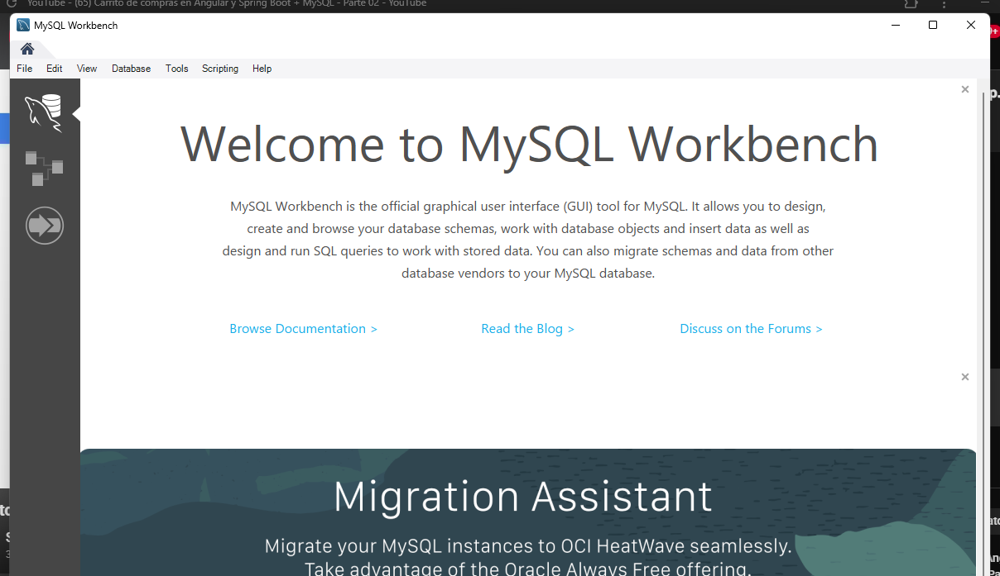 YouTube - (65) Carrito de compras en Angular y Spring Boot + MySQL - Parte 02 - YouTube
MySQL Workbench
File Edit View Database Tools Scripting Help
Welcome to MySQL Workbench
MySQL Workbench is the official graphical user interface (GUI) tool for MySQL. It allows you to design,
create and browse your database schemas, work with database objects and insert data as well as
design and run SQL queries to work with stored data. You can also migrate schemas and data from other
database vendors to your MySQL database.
Browse Documentation > Read the Blog > Discuss on the Forums >
Migration Assistant
Migrate your MySQL instances to OCI HeatWave seamlessly.
Take advantage of the Oracle Always Free offering.